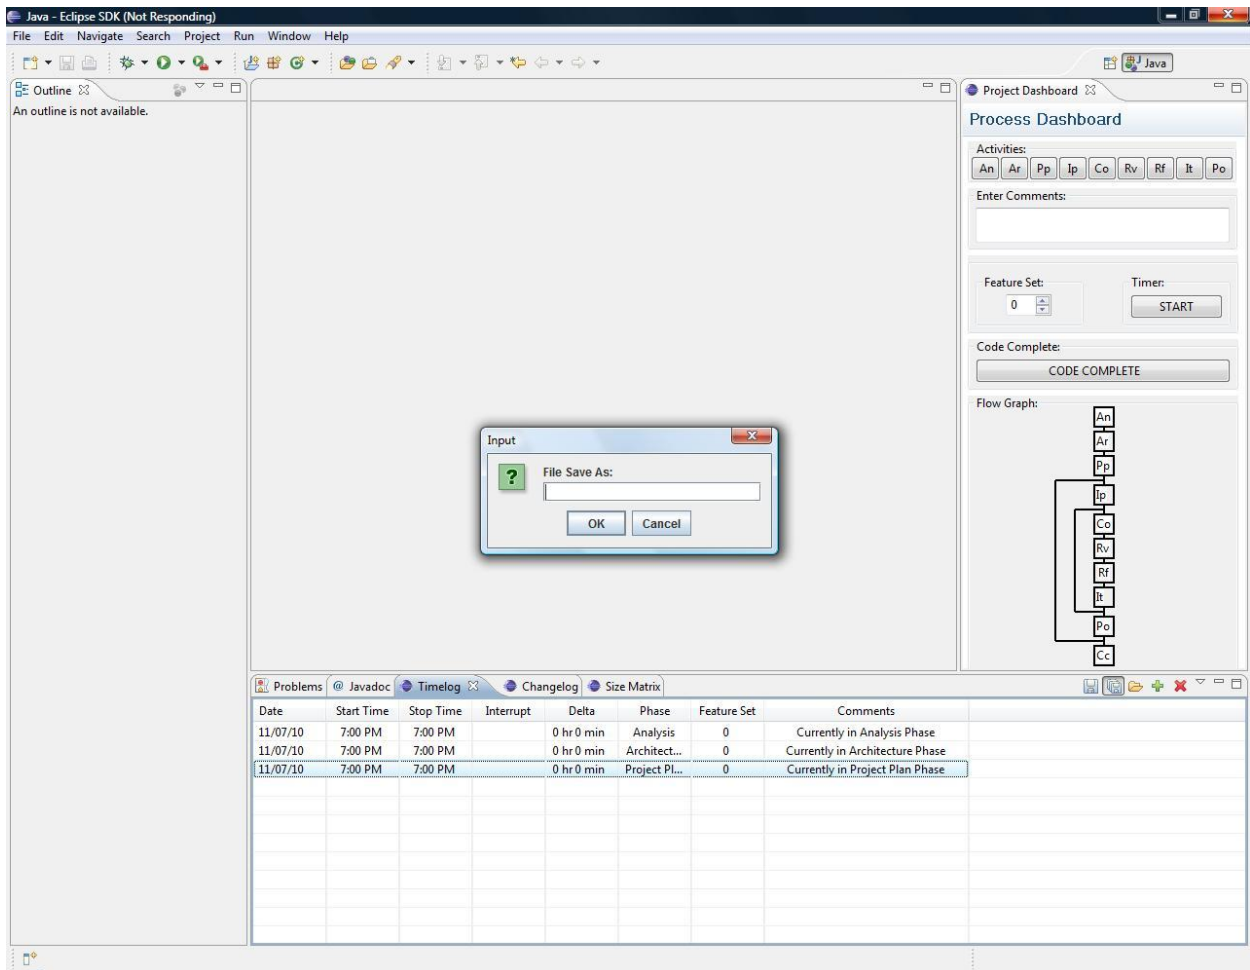 Java - Eclipse SDK (Not Responding)
File Edit Navigate Search Project Run Window Help
Java
Outline
An outline is not available.
Project Dashboard
Process Dashboard
Activities:
An Ar Pp Ip Co Rv Rf It Po
Enter Comments:
Feature Set: Timer:
0 START
Code Complete:
CODE COMPLETE
Flow Graph:
An
Ar
Pp
Ip
Co
Rv
Rf
It
Po
Cc
Input
? File Save As:
OK Cancel
Problems @ Javadoc Timelog Changelog Size Matrix
Date Start Time Stop Time Interrupt Delta Phase Feature Set Comments
11/07/10 7:00 PM 7:00 PM 0 hr 0 min Analysis 0 Currently in Analysis Phase
11/07/10 7:00 PM 7:00 PM 0 hr 0 min Architect... 0 Currently in Architecture Phase
11/07/10 7:00 PM 7:00 PM 0 hr 0 min Project Pl... 0 Currently in Project Plan Phase